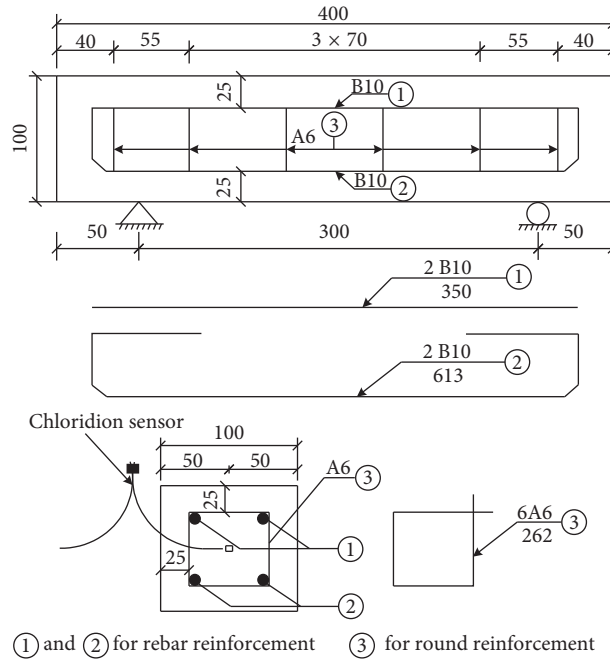 400
40 55 3 × 70 55 40
25
B10 ①
A6 ③
100
25
B10 ②
50 300 50
2 B10 ①
350
2 B10 ②
613
Chloridion sensor
100
50 50
A6 ③
25
6A6 ③
262
25
①
②
① and ② for rebar reinforcement ③ for round reinforcement